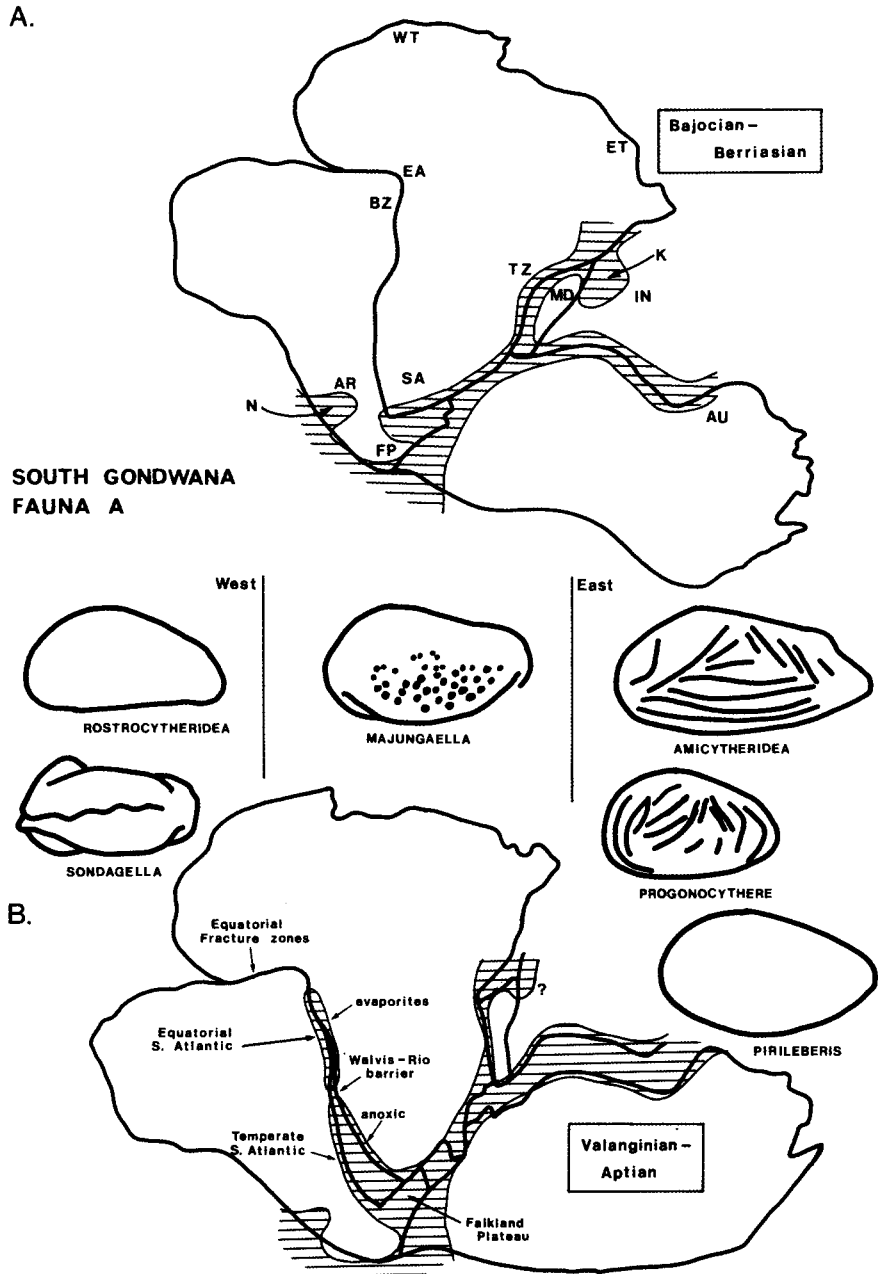 A.
WT
Bajocian-
Berriasian
ET
EA
BZ
K
TZ
MD
IN
AR
SA
N
AU
FP
SOUTH GONDWANA
FAUNA A
West
East
ROSTROCYTHERIDEA
MAJUNGAELLA
AMICYTHERIDEA
SONDAGELLA
PROGONOCYTHERE
B.
Equatorial
Fracture zones
evaporites
?
Equatorial
S. Atlantic
PIRILEBERIS
Walvis-Rio
barrier
anoxic
Temperate
S. Atlantic
Valanginian-
Aptian
Falkland
Plateau